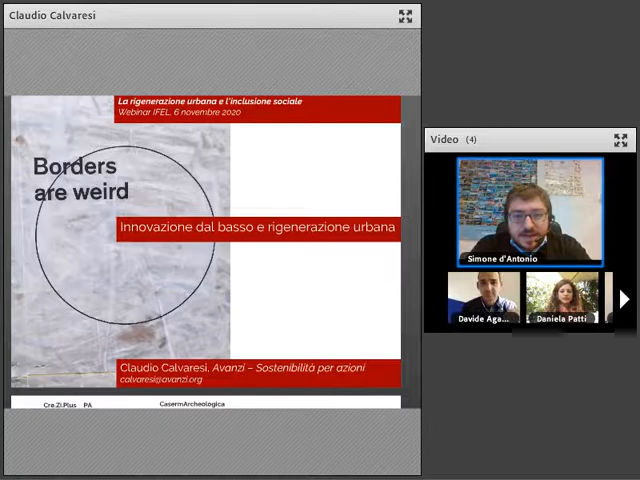 Claudio Calvaresi
La rigenerazione urbana e l'inclusione sociale
Webinar IFEL, 6 novembre 2020
Borders
are weird
Innovazione dal basso e rigenerazione urbana
Claudio Calvaresi, Avanzi – Sostenibilità per azioni
calvaresi@avanzi.org
Cre.Zi.Plus PA
CasermArcheologica
Video (4)
Simone d'Antonio
Davide Aga...
Daniela Patti